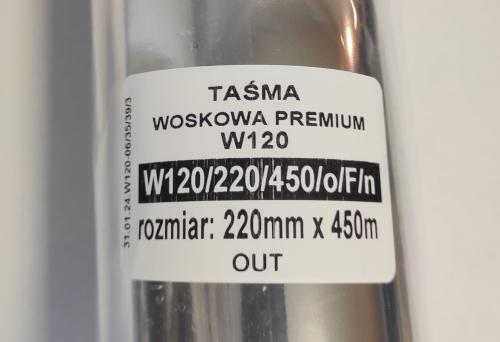 TAŚMA
WOSKOWA PREMIUM
W120
W120/220/450/o/F/n
rozmiar: 220mm x 450m
OUT
31.01.24.W120-06/35/39/3